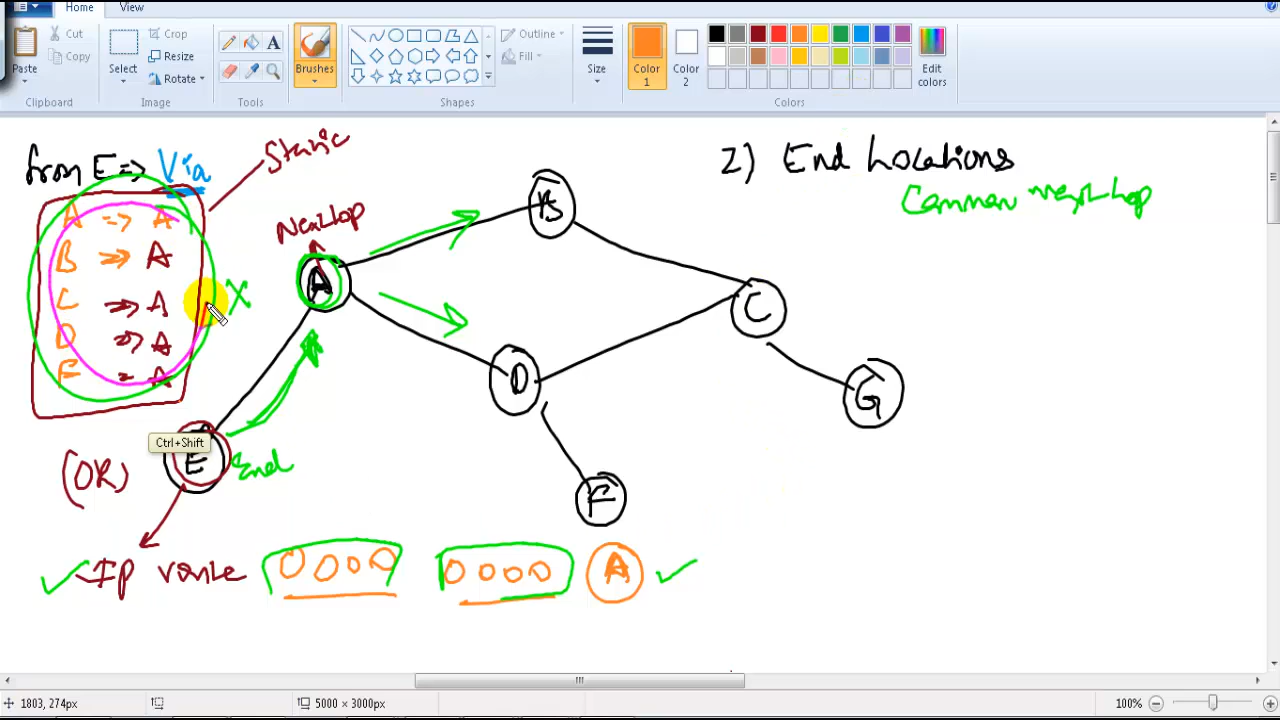 Home View
Cut
Copy
Paste
Clipboard
Crop
Resize
Rotate
Select
Image
A
Tools
Brushes
Outline
Fill
Shapes
Size
Color 1
Color 2
Edit colors
Colors
from E => Via
Static
A => A
B => A
C => A
D => A
F = A
X
Nexthop
A
B
C
D
E
F
G
End
Ctrl+Shift
(OR)
Ip route 0000 0000 A
2) End Locations
Common nexthop
1803, 274px
5000 × 3000px
100%